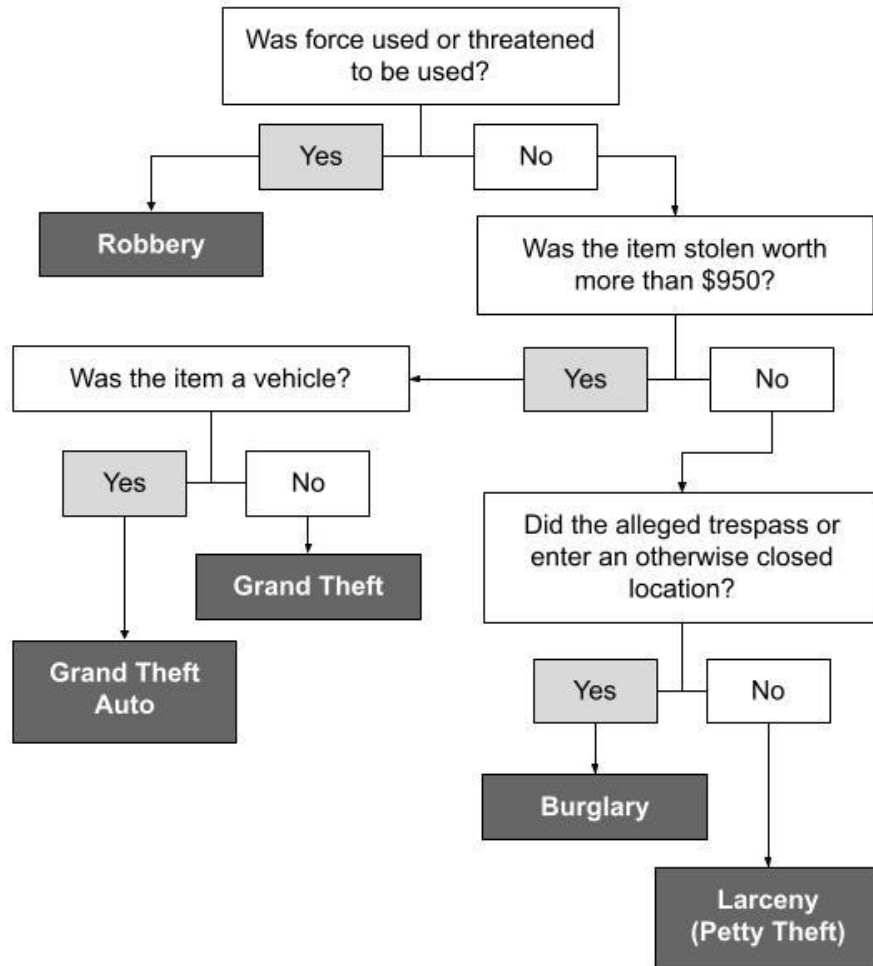 Was force used or threatened
to be used?
Yes
No
Robbery
Was the item stolen worth
more than $950?
Was the item a vehicle?
Yes
No
Yes
No
Did the alleged trespass or
enter an otherwise closed
location?
Grand Theft
Grand Theft
Auto
Yes
No
Burglary
Larceny
(Petty Theft)